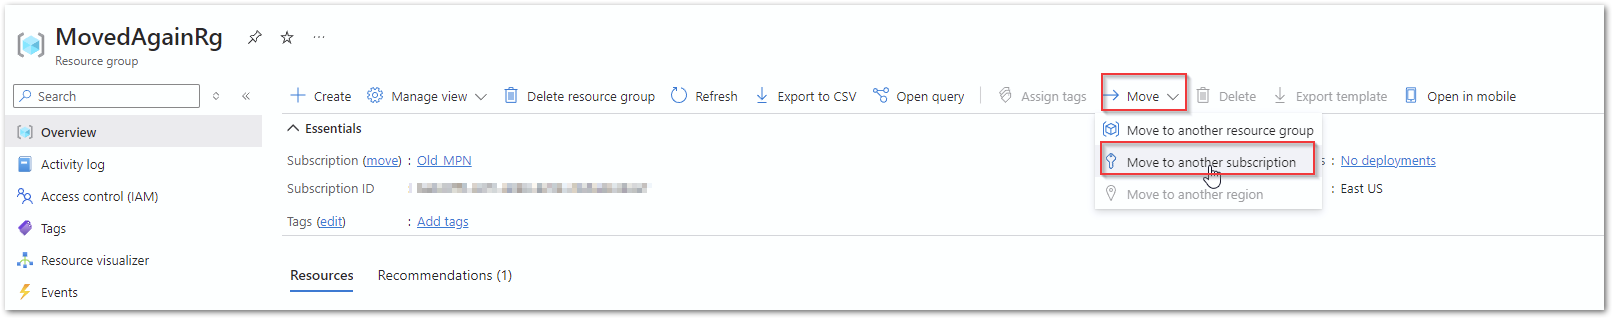 MovedAgainRg
Resource group
Search
Overview
Activity log
Access control (IAM)
Tags
Resource visualizer
Events
Create Manage view Delete resource group Refresh Export to CSV Open query Assign tags Move Delete Export template Open in mobile
Essentials
Subscription (move) : Old_MPN
Subscription ID :
Tags (edit) : Add tags
Move to another resource group
Move to another subscription
Move to another region
s : No deployments
: East US
Resources Recommendations (1)